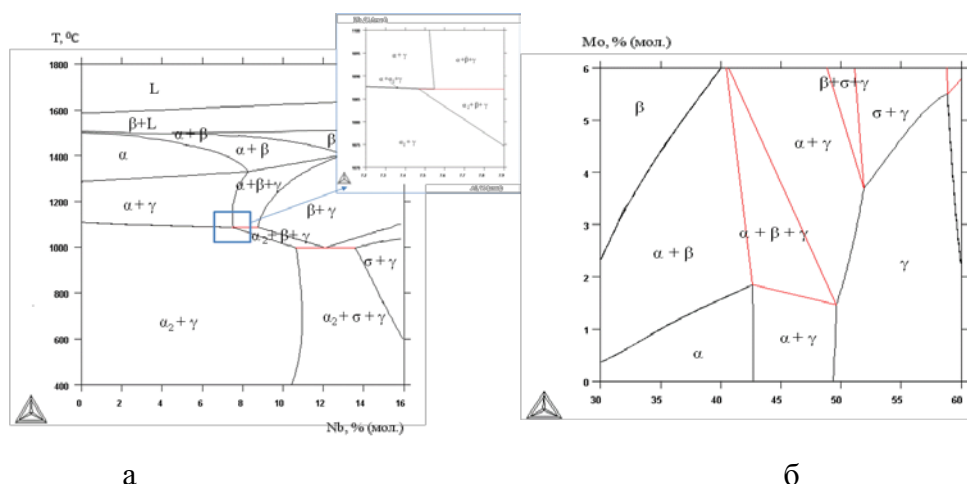 T, ⁰C
1800
1600
1400
1200
1000
800
600
400
0
2
4
6
8
10
12
14
16
Nb, % (мол.)
L
β+L
α + β
α + β
β
α
α+β+γ
α + γ
β+ γ
α₂+ β+ γ
σ + γ
α₂ + γ
α₂ + σ + γ
α + γ
α+β+γ
α + α₂+γ
α₂+ β+ γ
α₂ + γ
Mo, % (мол.)
6
5
4
3
2
1
0
30
35
40
45
50
55
60
β
β+σ+γ
σ + γ
α + γ
α + β + γ
α + β
γ
α + γ
α
а
б